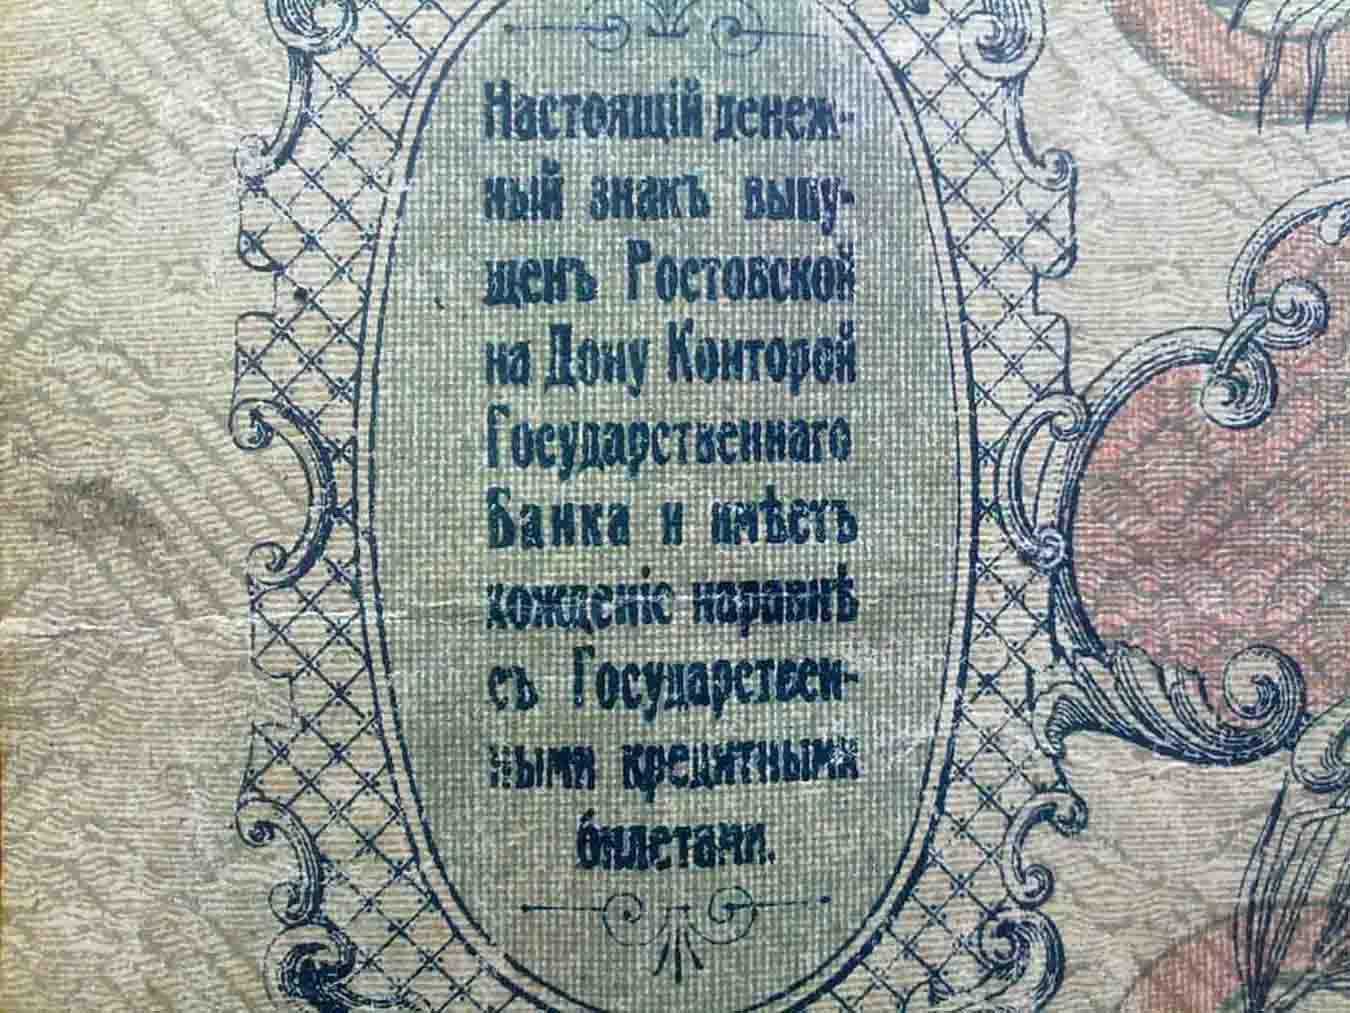 Настоящій денеж-
ный знакъ выпу-
щенъ Ростовской
на Дону Конторой
Государственнаго
Банка и имѣетъ
хожденіе наравнѣ
съ Государствен-
ными кредитными
билетами.